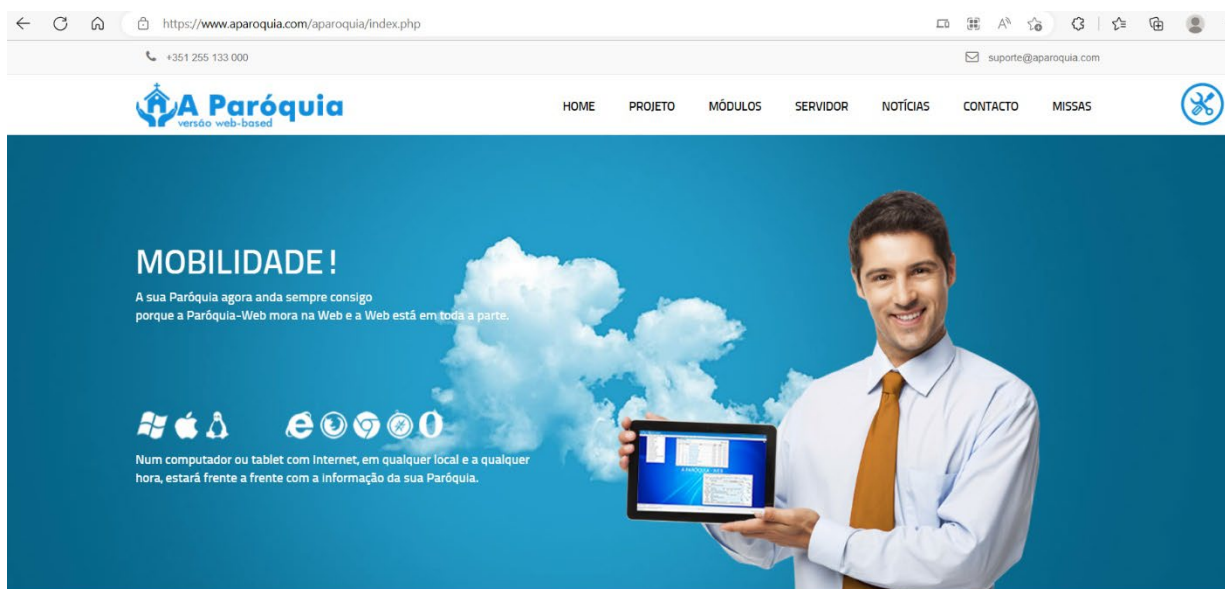 https://www.aparoquia.com/aparoquia/index.php
+351 255 133 000
suporte@aparoquia.com
A Paróquia
versão web-based
HOME PROJETO MÓDULOS SERVIDOR NOTÍCIAS CONTACTO MISSAS
MOBILIDADE!
A sua Paróquia agora anda sempre consigo
porque a Paróquia-Web mora na Web e a Web está em toda a parte.
A PARÓQUIA - WEB
Num computador ou tablet com Internet, em qualquer local e a qualquer
hora, estará frente a frente com a informação da sua Paróquia.